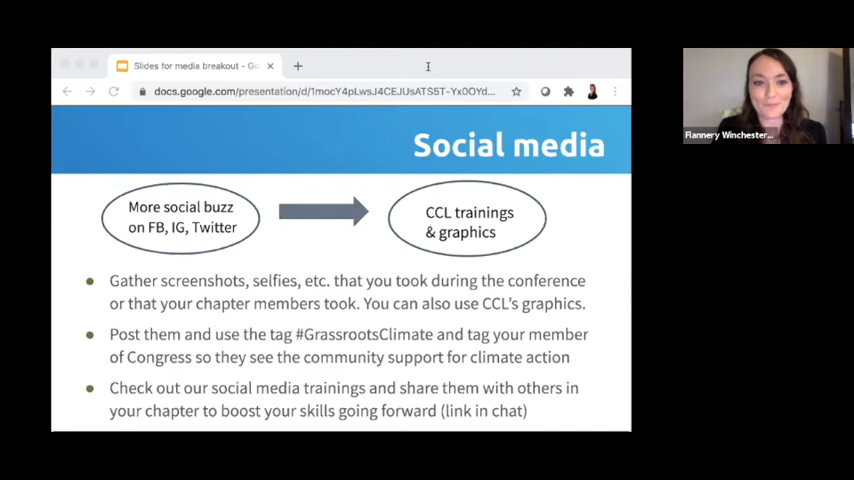 Slides for media breakout - Go
docs.google.com/presentation/d/1mocY4pLwsJ4CEJUsATS5T-Yx0OYd...
Social media
More social buzz
on FB, IG, Twitter
CCL trainings
& graphics
Gather screenshots, selfies, etc. that you took during the conference
or that your chapter members took. You can also use CCL's graphics.
Post them and use the tag #GrassrootsClimate and tag your member
of Congress so they see the community support for climate action
Check out our social media trainings and share them with others in
your chapter to boost your skills going forward (link in chat)
Flannery Winchester...